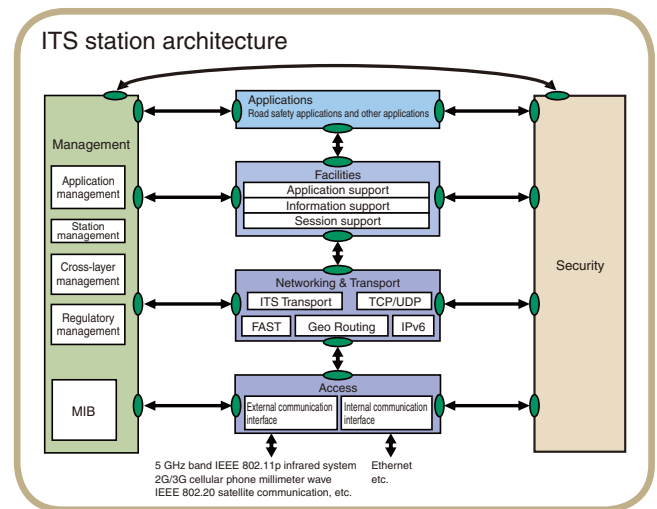 ITS station architecture
Applications
Road safety applications and other applications
Management
Application
management
Station
management
Cross-layer
management
Regulatory
management
MIB
Facilities
Application support
Information support
Session support
Networking & Transport
ITS Transport
TCP/UDP
FAST
Geo Routing
IPv6
Access
External communication
interface
Internal communication
interface
Security
5 GHz band IEEE 802.11p infrared system
2G/3G cellular phone millimeter wave
IEEE 802.20 satellite communication, etc.
Ethernet
etc.